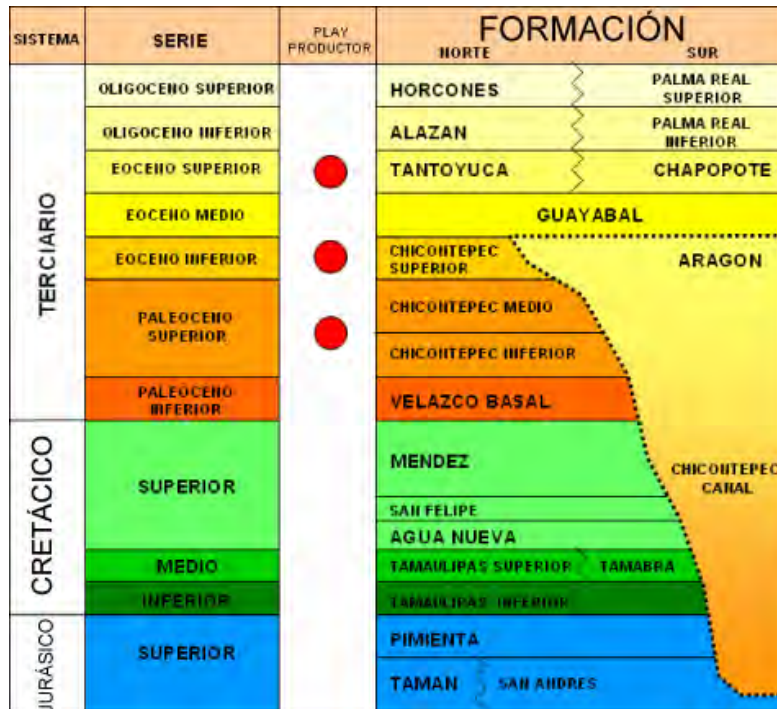 SISTEMA
SERIE
PLAY
PRODUCTOR
FORMACIÓN
NORTE
SUR
TERCIARIO
OLIGOCENO SUPERIOR
HORCONES
PALMA REAL
SUPERIOR
OLIGOCENO INFERIOR
ALAZAN
PALMA REAL
INFERIOR
EOCENO SUPERIOR
TANTOYUCA
CHAPOPOTE
EOCENO MEDIO
GUAYABAL
EOCENO INFERIOR
CHICONTEPEC
SUPERIOR
ARAGON
PALEOCENO
SUPERIOR
CHICONTEPEC MEDIO
CHICONTEPEC INFERIOR
PALEOCENO
INFERIOR
VELAZCO BASAL
CRETÁCICO
SUPERIOR
MENDEZ
CHICONTEPEC
CANAL
SAN FELIPE
AGUA NUEVA
MEDIO
TAMAULIPAS SUPERIOR
TAMABRA
INFERIOR
TAMAULIPAS INFERIOR
JURÁSICO
SUPERIOR
PIMIENTA
TAMAN
SAN ANDRES